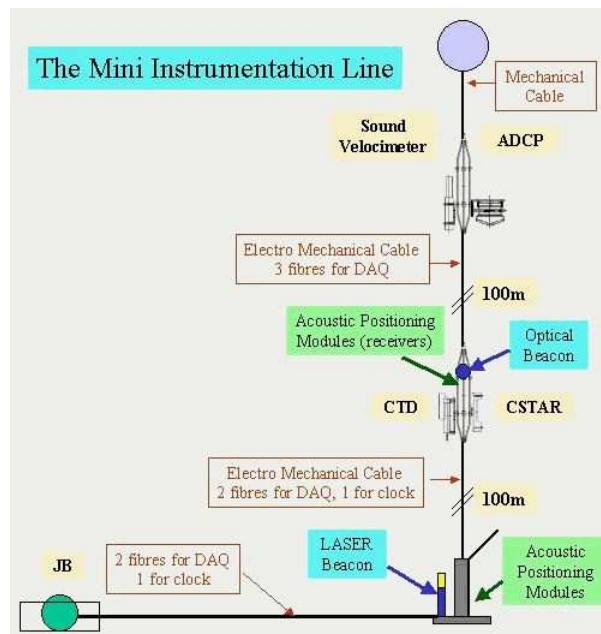 The Mini Instrumentation Line
Mechanical
Cable
Sound
Velocimeter
ADCP
Electro Mechanical Cable
3 fibres for DAQ
100m
Acoustic Positioning
Modules (receivers)
Optical
Beacon
CTD
CSTAR
Electro Mechanical Cable
2 fibres for DAQ, 1 for clock
100m
LASER
Beacon
Acoustic
Positioning
Modules
2 fibres for DAQ
1 for clock
JB